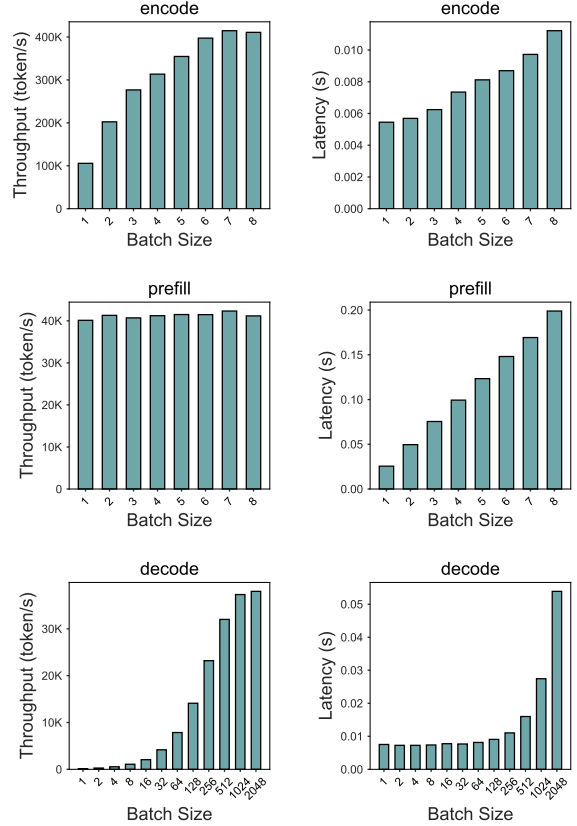 encode
Throughput (token/s)
400K
300K
200K
100K
0
1 2 3 4 5 6 7 8
Batch Size
encode
Latency (s)
0.010
0.008
0.006
0.004
0.002
0.000
1 2 3 4 5 6 7 8
Batch Size
prefill
Throughput (token/s)
40K
30K
20K
10K
0
1 2 3 4 5 6 7 8
Batch Size
prefill
Latency (s)
0.20
0.15
0.10
0.05
0.00
1 2 3 4 5 6 7 8
Batch Size
decode
Throughput (token/s)
30K
20K
10K
0
1 2 4 8 16 32 64 128 256 512 1024 2048
Batch Size
decode
Latency (s)
0.05
0.04
0.03
0.02
0.01
0.00
1 2 4 8 16 32 64 128 256 512 1024 2048
Batch Size